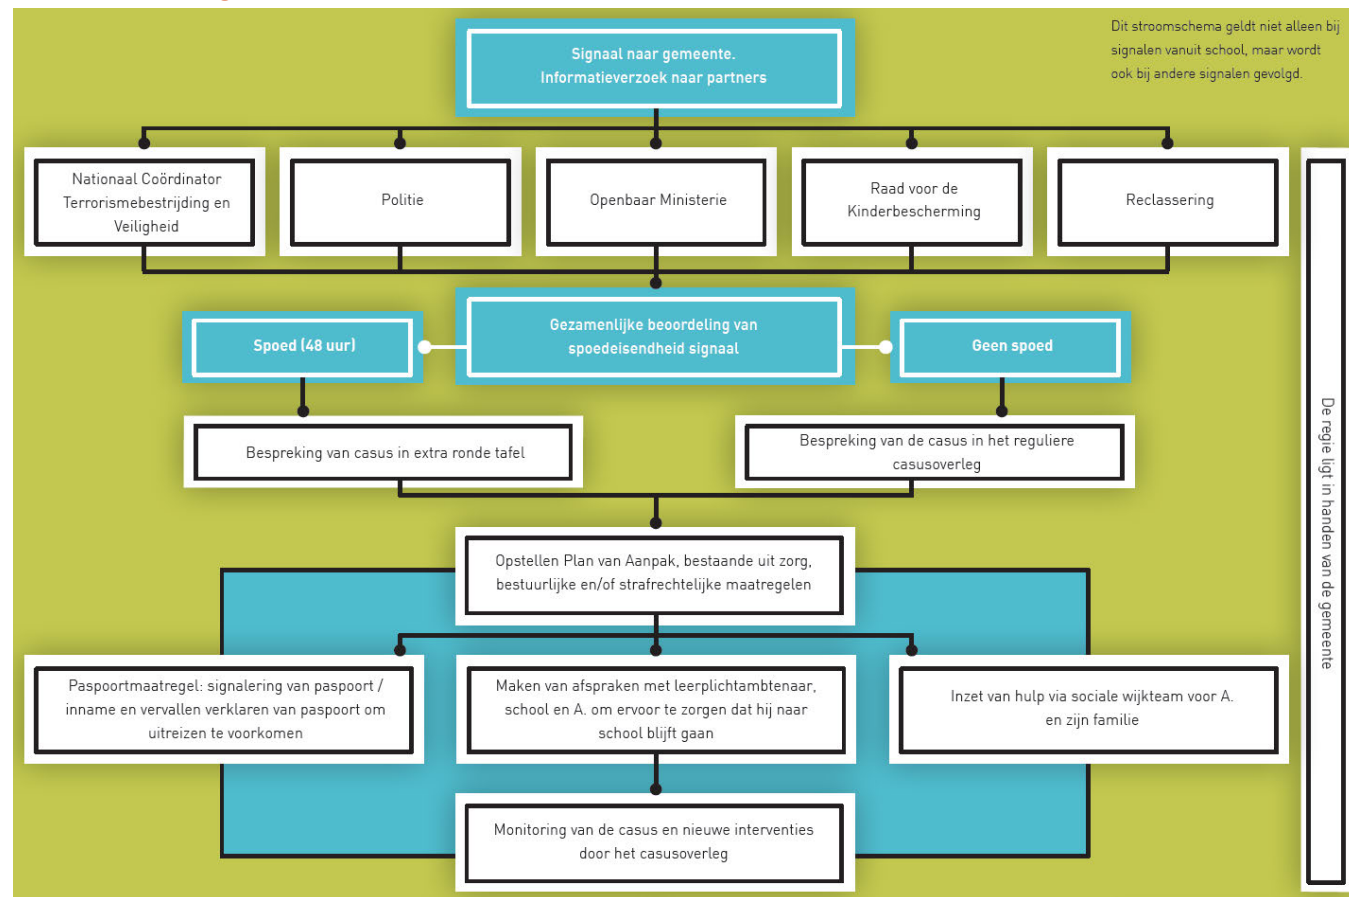 Dit stroomschema geldt niet alleen bij
signalen vanuit school, maar wordt
ook bij andere signalen gevolgd.
Signaal naar gemeente.
Informatieverzoek naar partners
Nationaal Coördinator
Terrorismebestrijding en
Veiligheid
Politie
Openbaar Ministerie
Raad voor de
Kinderbescherming
Reclassering
Gezamenlijke beoordeling van
spoedeisendheid signaal
Spoed (48 uur)
Geen spoed
Bespreking van casus in extra ronde tafel
Bespreking van de casus in het reguliere
casusoverleg
Opstellen Plan van Aanpak, bestaande uit zorg,
bestuurlijke en/of strafrechtelijke maatregelen
Paspoortmaatregel: signalering van paspoort /
inname en vervallen verklaren van paspoort om
uitreizen te voorkomen
Maken van afspraken met leerplichtambtenaar,
school en A. om ervoor te zorgen dat hij naar
school blijft gaan
Inzet van hulp via sociale wijkteam voor A.
en zijn familie
Monitoring van de casus en nieuwe interventies
door het casusoverleg
De regie ligt in handen van de gemeente